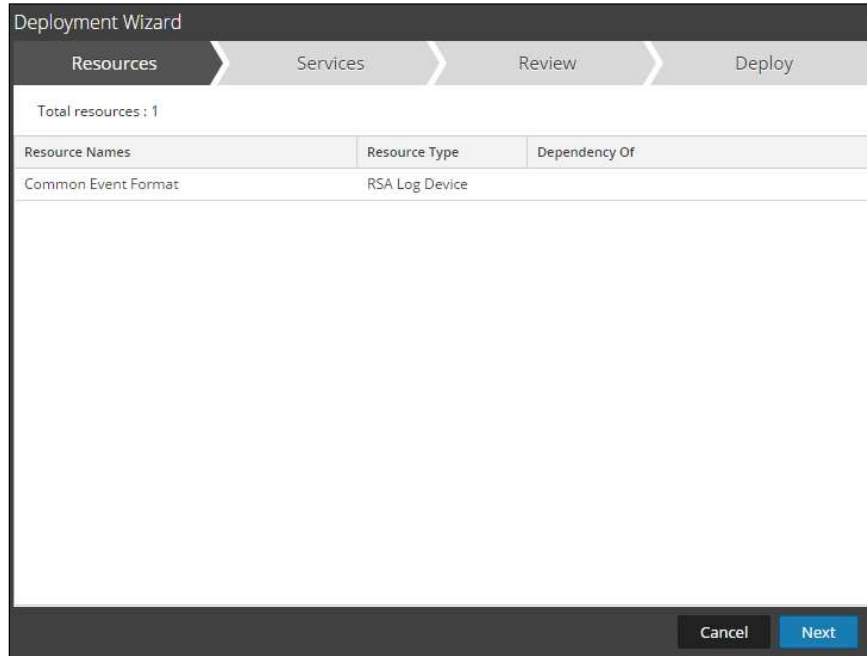 Deployment Wizard
Resources Services Review Deploy
Total resources : 1
Resource Names Resource Type Dependency Of
Common Event Format RSA Log Device
Cancel Next